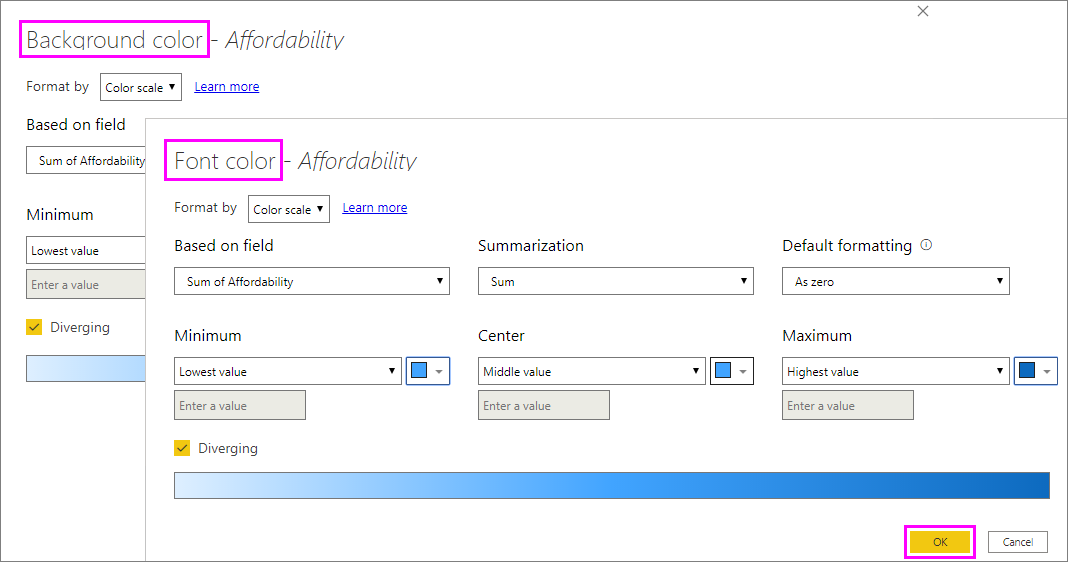 Background color - Affordability
Format by Color scale Learn more
Based on field
Sum of Affordability
Minimum
Lowest value
Enter a value
Diverging
Font color - Affordability
Format by Color scale Learn more
Based on field Summarization Default formatting
Sum of Affordability Sum As zero
Minimum Center Maximum
Lowest value Middle value Highest value
Enter a value Enter a value Enter a value
Diverging
OK Cancel